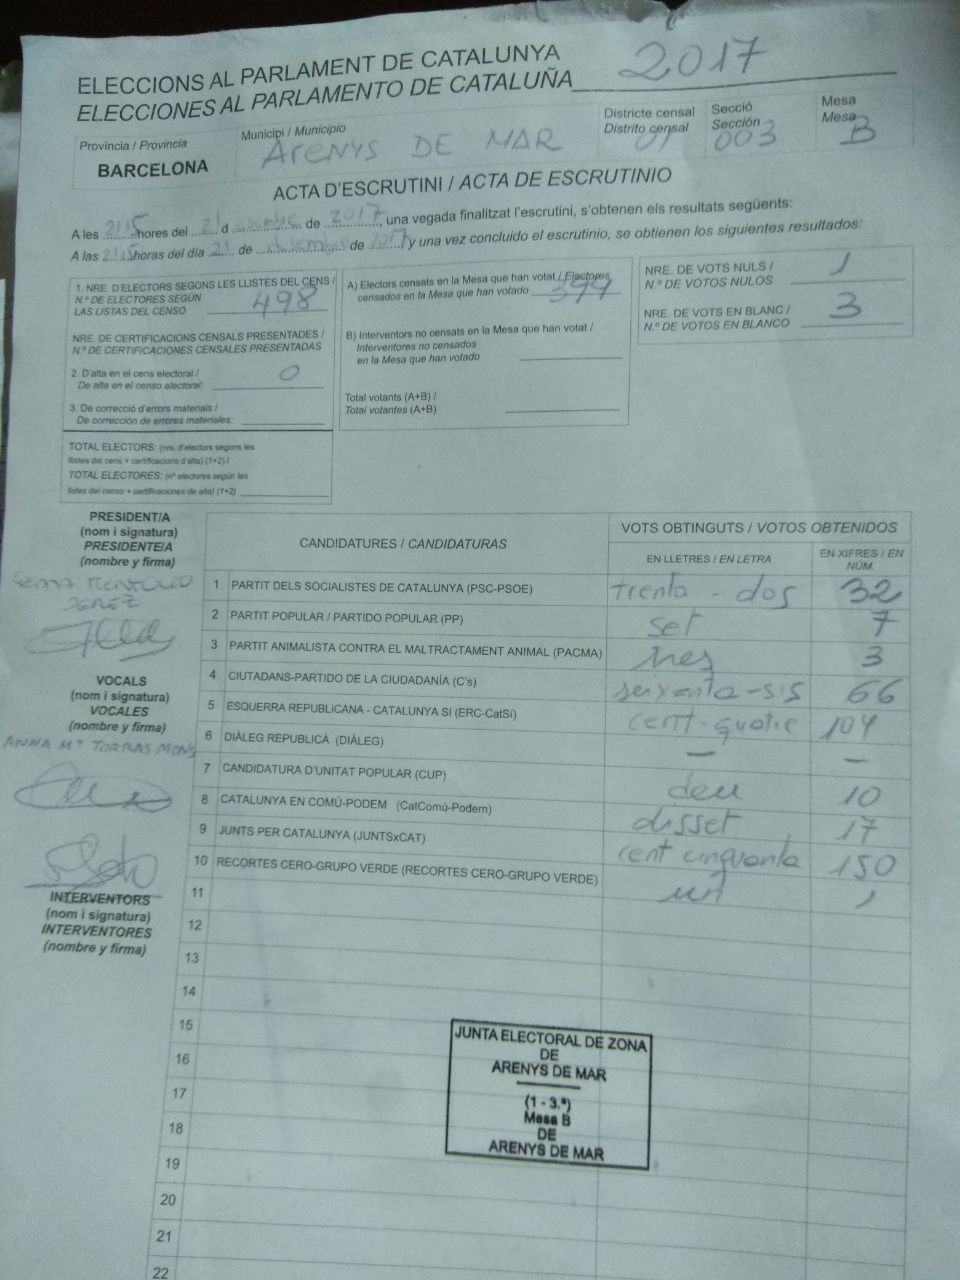 ELECCIONS AL PARLAMENT DE CATALUNYA
ELECCIONES AL PARLAMENTO DE CATALUÑA 2017
Província / Provincia
BARCELONA
Municipi / Municipio
ARENYS DE MAR
Districte censal
Distrito censal
01
Secció
Sección
003
Mesa
Mesa
B
ACTA D'ESCRUTINI / ACTA DE ESCRUTINIO
A les 21:15 hores del 21 d de 2017, una vegada finalitzat l'escrutini, s'obtenen els resultats següents:
A las 21:15 horas del día 21 de diciembre de 2017 y una vez concluido el escrutinio, se obtienen los siguientes resultados:
1. NRE. D'ELECTORS SEGONS LES LLISTES DEL CENS /
N.º DE ELECTORES SEGÚN
LAS LISTAS DEL CENSO 498
NRE. DE CERTIFICACIONS CENSALS PRESENTADES /
N.º DE CERTIFICACIONES CENSALES PRESENTADAS
2. D'alta en el cens electoral /
De alta en el censo electoral: 0
3. De correcció d'errors materials /
De corrección de errores materiales:
TOTAL ELECTORS: (nre. d'electors segons les
llistes del cens + certificacions d'alta) (1+2) /
TOTAL ELECTORES: (nº electores según las
listas del censo + certificaciones de alta) (1+2)
A) Electors censats en la Mesa que han votat / Electores
censados en la Mesa que han votado 394
B) Interventors no censats en la Mesa que han votat /
Interventores no censados
en la Mesa que han votado
Total votants (A+B) /
Total votantes (A+B)
NRE. DE VOTS NULS /
N.º DE VOTOS NULOS 1
NRE. DE VOTS EN BLANC /
N.º DE VOTOS EN BLANCO 3
PRESIDENT/A
(nom i signatura)
PRESIDENTE/A
(nombre y firma)
VOCALS
(nom i signatura)
VOCALES
(nombre y firma)
ANNA Mª TORRAS MONS
INTERVENTORS
(nom i signatura)
INTERVENTORES
(nombre y firma)
CANDIDATURES / CANDIDATURAS
VOTS OBTINGUTS / VOTOS OBTENIDOS
EN LLETRES / EN LETRA
EN XIFRES / EN NÚM.
1 PARTIT DELS SOCIALISTES DE CATALUNYA (PSC-PSOE) trenta-dos 32
2 PARTIT POPULAR / PARTIDO POPULAR (PP) set 7
3 PARTIT ANIMALISTA CONTRA EL MALTRACTAMENT ANIMAL (PACMA) tres 3
4 CIUTADANS-PARTIDO DE LA CIUDADANÍA (C's) seixanta-sis 66
5 ESQUERRA REPUBLICANA - CATALUNYA SÍ (ERC-CatSí) cent-quatre 104
6 DIÀLEG REPUBLICÀ (DIÀLEG) — —
7 CANDIDATURA D'UNITAT POPULAR (CUP) deu 10
8 CATALUNYA EN COMÚ-PODEM (CatComú-Podem) disset 17
9 JUNTS PER CATALUNYA (JUNTSxCAT) cent cinquanta 150
10 RECORTES CERO-GRUPO VERDE (RECORTES CERO-GRUPO VERDE) un 1
11
12
13
14
15
16
17
18
19
20
21
22
JUNTA ELECTORAL DE ZONA
DE
ARENYS DE MAR
(1 - 3.ª)
Mesa B
DE
ARENYS DE MAR